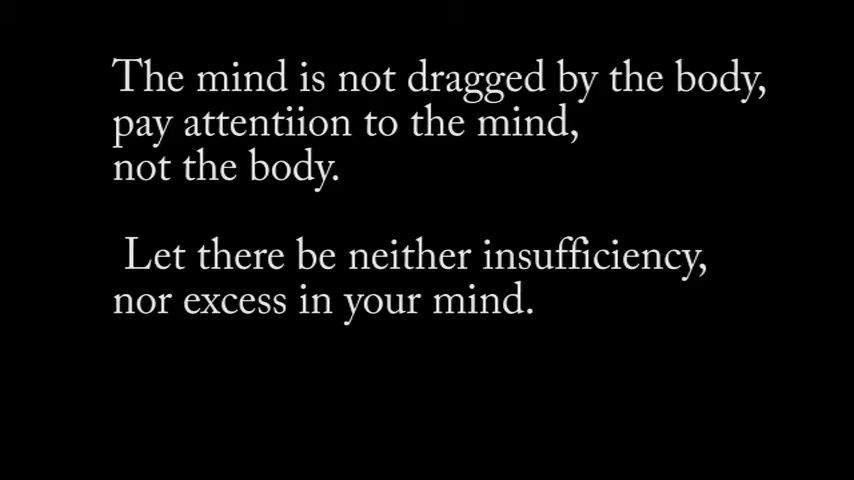 The mind is not dragged by the body,
pay attentiion to the mind,
not the body.
Let there be neither insufficiency,
nor excess in your mind.